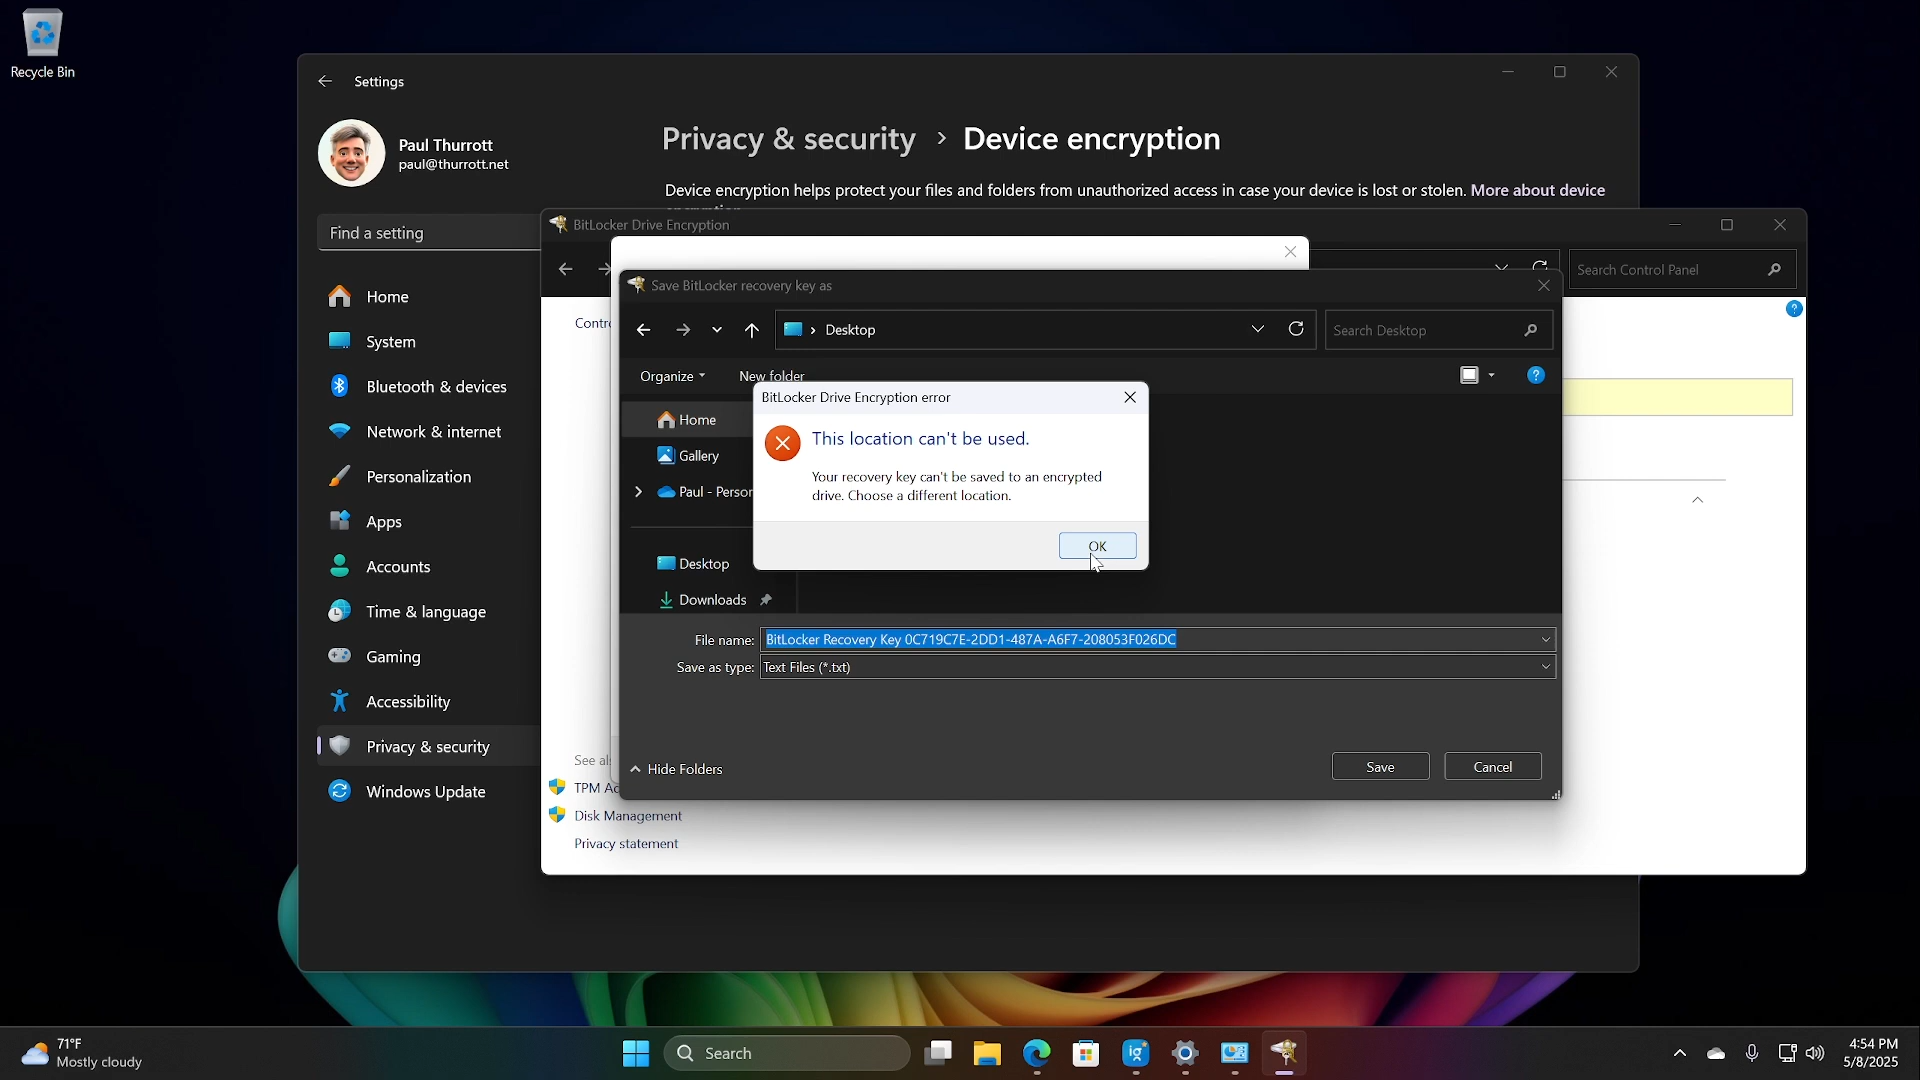 Recycle Bin
Settings
Paul Thurrott
paul@thurrott.net
Find a setting
Home
System
Bluetooth & devices
Network & internet
Personalization
Apps
Accounts
Time & language
Gaming
Accessibility
Privacy & security
Windows Update
Privacy & security > Device encryption
Device encryption helps protect your files and folders from unauthorized access in case your device is lost or stolen. More about device
BitLocker Drive Encryption
Search Control Panel
See
TPM
Disk Management
Privacy statement
Save BitLocker recovery key as
Desktop
Search Desktop
Organize
New folder
Home
Gallery
Paul - Person
Desktop
Downloads
BitLocker Drive Encryption error
This location can't be used.
Your recovery key can't be saved to an encrypted
drive. Choose a different location.
OK
File name: BitLocker Recovery Key 0C719C7E-2DD1-487A-A6F7-208053F026DC
Save as type: Text Files (*.txt)
Hide Folders
Save
Cancel
71°F
Mostly cloudy
Search
4:54 PM
5/8/2025